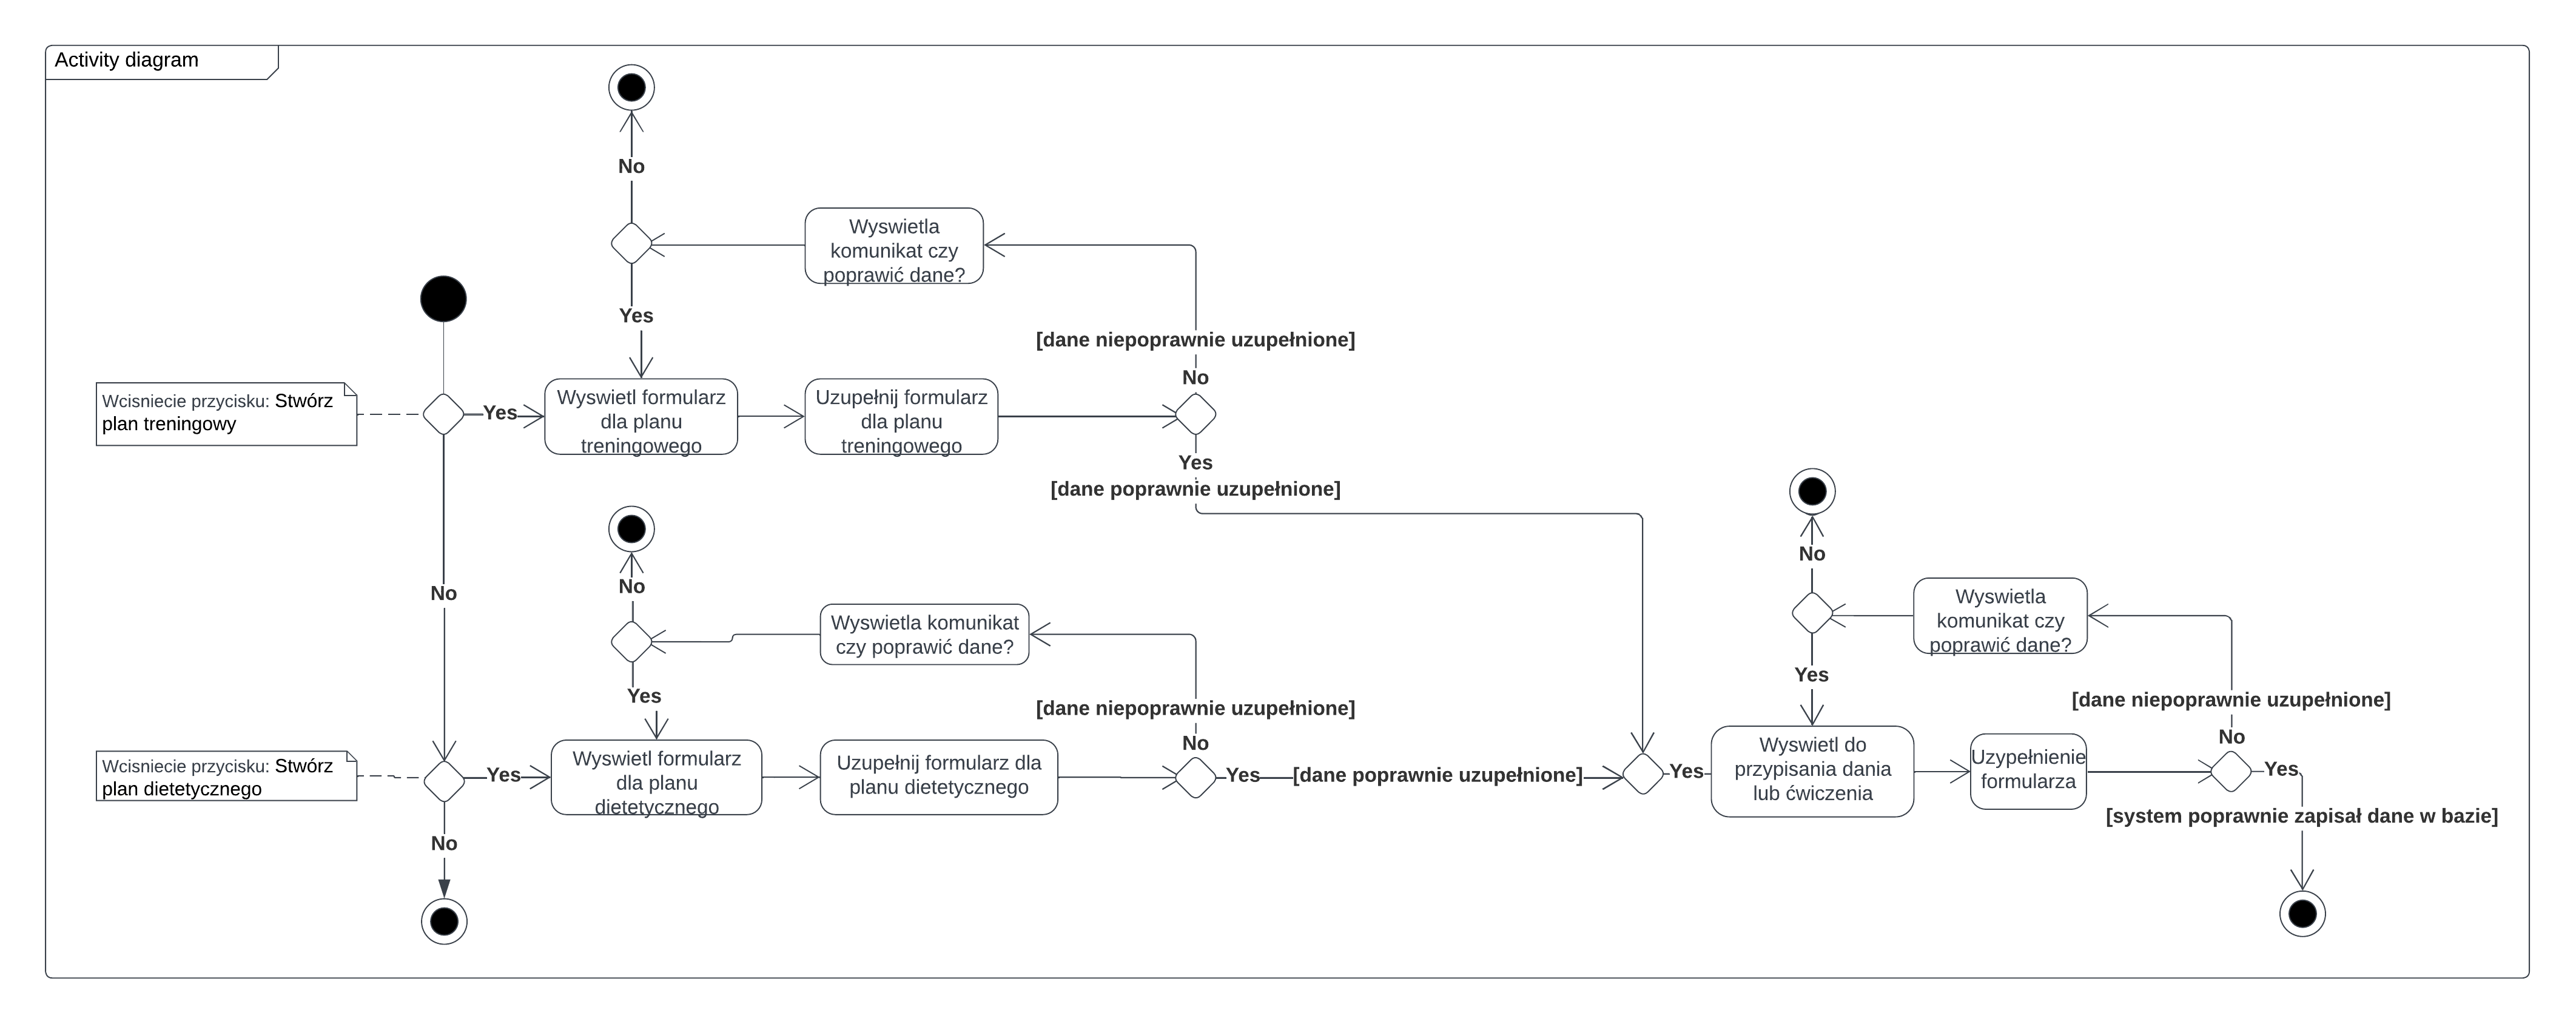 Activity diagram
No
Wyswietla
komunikat czy
poprawić dane?
Yes
[dane niepoprawnie uzupełnione]
No
Wcisniecie przycisku: Stwórz
plan treningowy
Yes
Wyswietl formularz
dla planu
treningowego
Uzupełnij formularz
dla planu
treningowego
Yes
[dane poprawnie uzupełnione]
No
No
Wyswietla komunikat
czy poprawić dane?
Yes
[dane niepoprawnie uzupełnione]
No
Wcisniecie przycisku: Stwórz
plan dietetycznego
Yes
Wyswietl formularz
dla planu
dietetycznego
Uzupełnij formularz dla
planu dietetycznego
Yes
[dane poprawnie uzupełnione]
No
No
Wyswietla
komunikat czy
poprawić dane?
Yes
[dane niepoprawnie uzupełnione]
No
Yes
Wyswietl do
przypisania dania
lub ćwiczenia
Uzypełnienie
formularza
Yes
[system poprawnie zapisał dane w bazie]